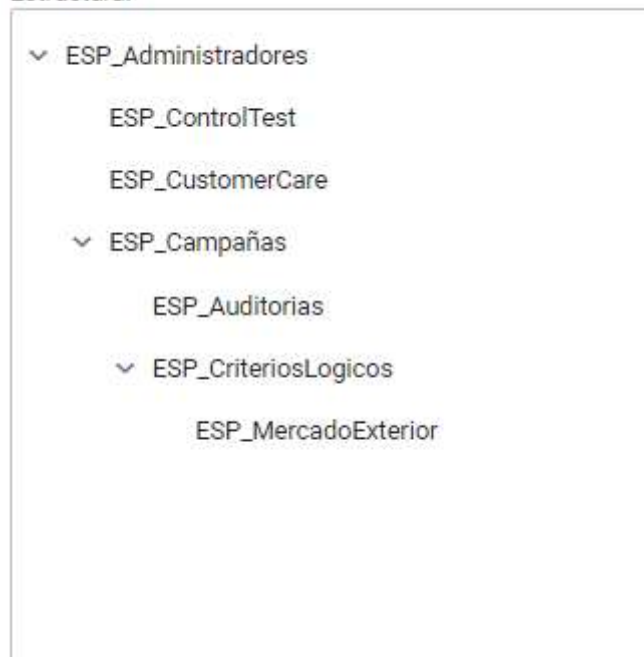 ESP_Administradores
ESP_ControlTest
ESP_CustomerCare
ESP_Campañas
ESP_Auditorias
ESP_CriteriosLogicos
ESP_MercadoExterior